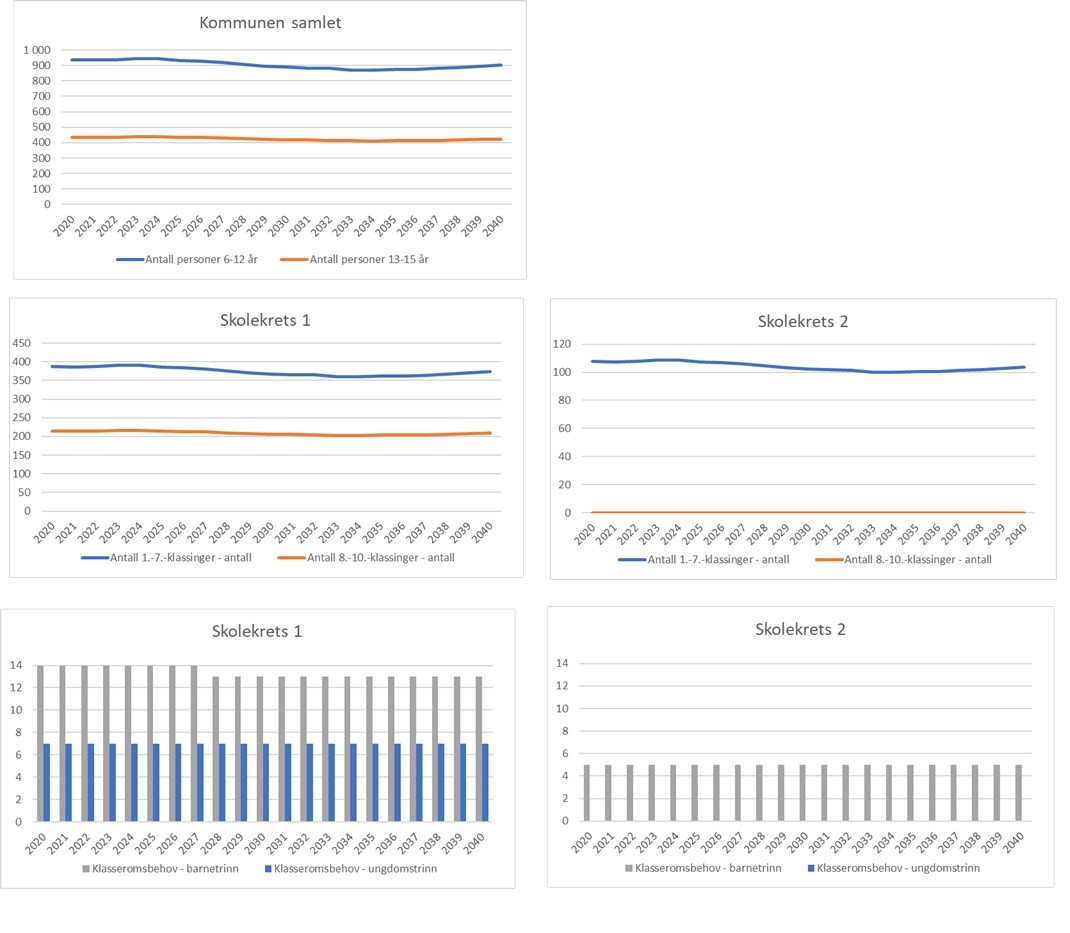 Kommunen samlet
1 000
900
800
700
600
500
400
300
200
100
0
2020 2021 2022 2023 2024 2025 2026 2027 2028 2029 2030 2031 2032 2033 2034 2035 2036 2037 2038 2039 2040
Antall personer 6-12 år Antall personer 13-15 år
Skolekrets 1
450
400
350
300
250
200
150
100
50
0
2020 2021 2022 2023 2024 2025 2026 2027 2028 2029 2030 2031 2032 2033 2034 2035 2036 2037 2038 2039 2040
Antall 1.-7.-klassinger - antall Antall 8.-10.-klassinger - antall
Skolekrets 2
120
100
80
60
40
20
0
2020 2021 2022 2023 2024 2025 2026 2027 2028 2029 2030 2031 2032 2033 2034 2035 2036 2037 2038 2039 2040
Antall 1.-7.-klassinger - antall Antall 8.-10.-klassinger - antall
Skolekrets 1
14
12
10
8
6
4
2
0
2020 2021 2022 2023 2024 2025 2026 2027 2028 2029 2030 2031 2032 2033 2034 2035 2036 2037 2038 2039 2040
Klasseromsbehov - barnetrinn Klasseromsbehov - ungdomstrinn
Skolekrets 2
14
12
10
8
6
4
2
0
2020 2021 2022 2023 2024 2025 2026 2027 2028 2029 2030 2031 2032 2033 2034 2035 2036 2037 2038 2039 2040
Klasseromsbehov - barnetrinn Klasseromsbehov - ungdomstrinn